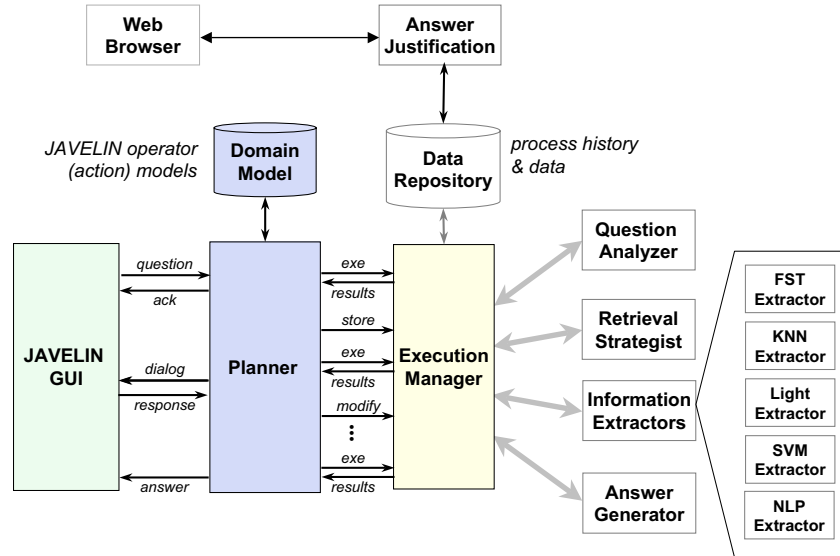 Web
Browser
Answer
Justification
JAVELIN operator
(action) models
Domain
Model
Data
Repository
process history
& data
JAVELIN
GUI
question
ack
dialog
response
answer
Planner
exe
results
store
exe
results
modify
exe
results
Execution
Manager
Question
Analyzer
Retrieval
Strategist
Information
Extractors
Answer
Generator
FST
Extractor
KNN
Extractor
Light
Extractor
SVM
Extractor
NLP
Extractor